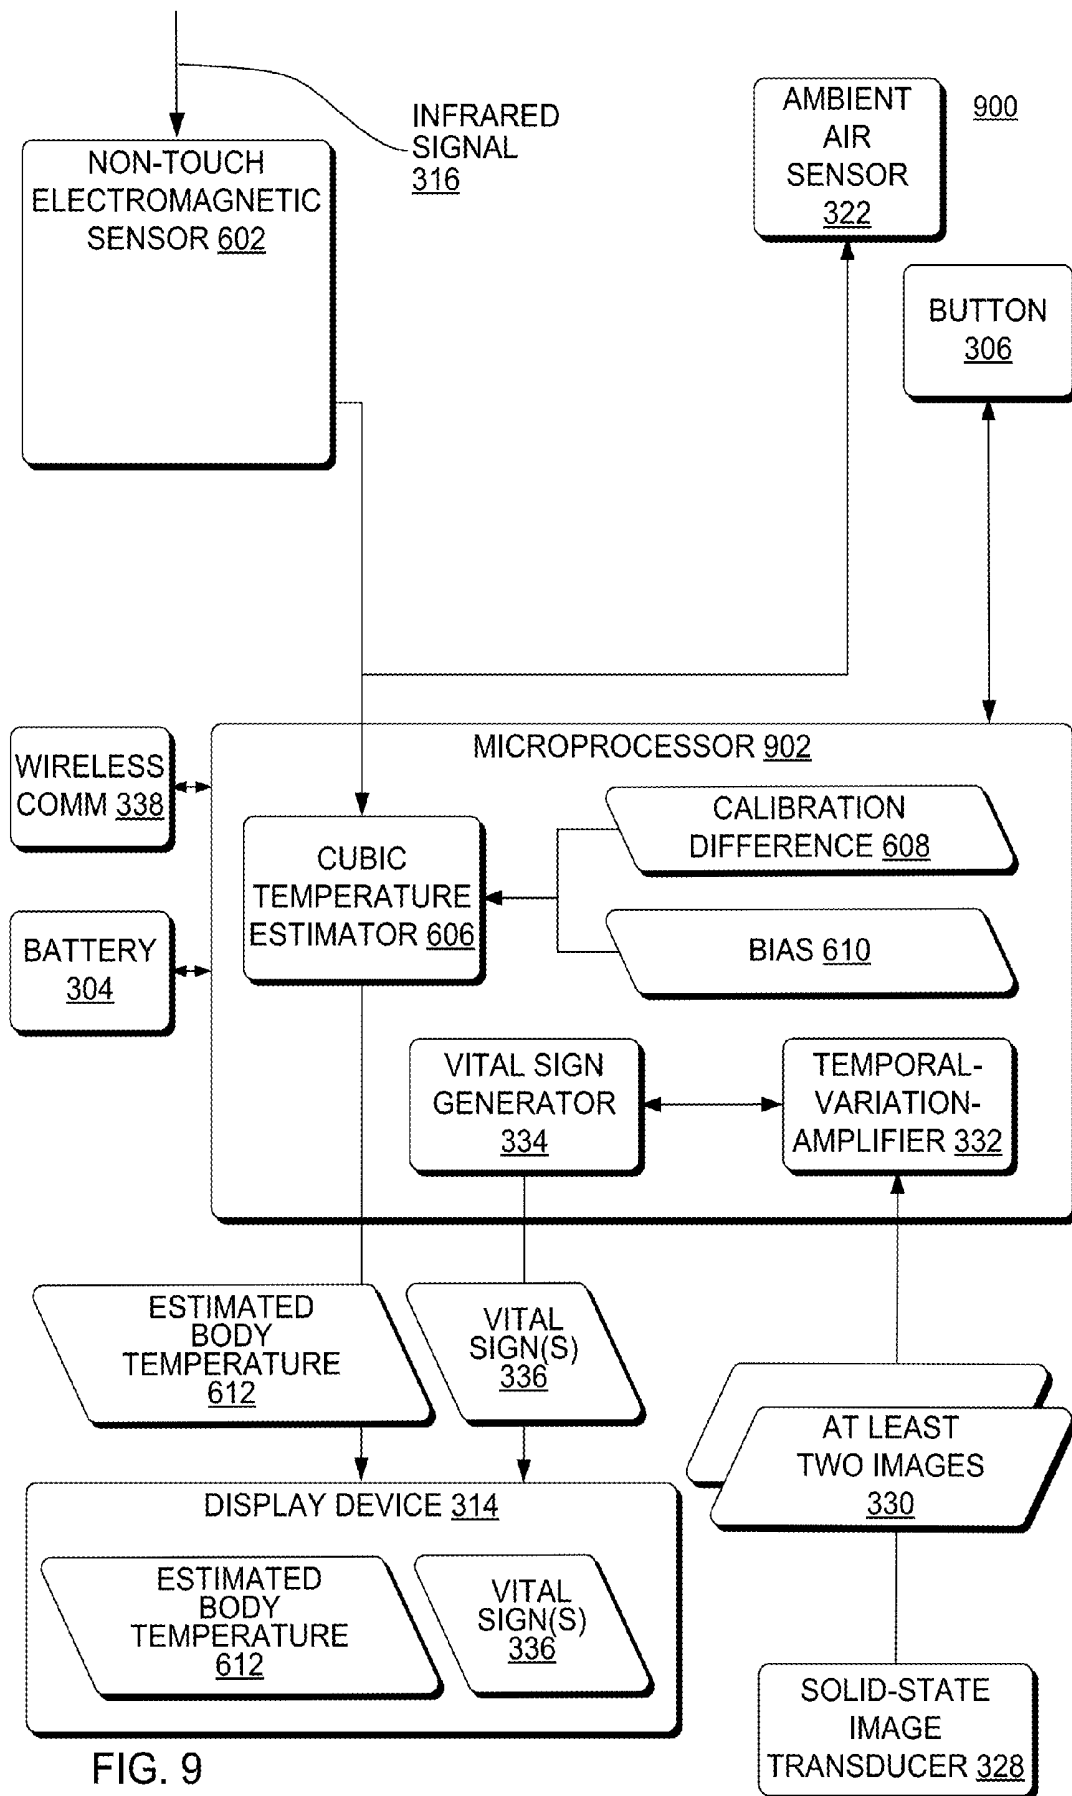 INFRARED
SIGNAL
316
AMBIENT
AIR
SENSOR
322
900
NON-TOUCH
ELECTROMAGNETIC
SENSOR 602
BUTTON
306
MICROPROCESSOR 902
WIRELESS
COMM 338
CALIBRATION
DIFFERENCE 608
CUBIC
TEMPERATURE
ESTIMATOR 606
BATTERY
304
BIAS 610
VITAL SIGN
GENERATOR
334
TEMPORAL-
VARIATION-
AMPLIFIER 332
ESTIMATED
BODY
TEMPERATURE
612
VITAL
SIGN(S)
336
AT LEAST
TWO IMAGES
330
DISPLAY DEVICE 314
ESTIMATED
BODY
TEMPERATURE
612
VITAL
SIGN(S)
336
SOLID-STATE
IMAGE
TRANSDUCER 328
FIG. 9